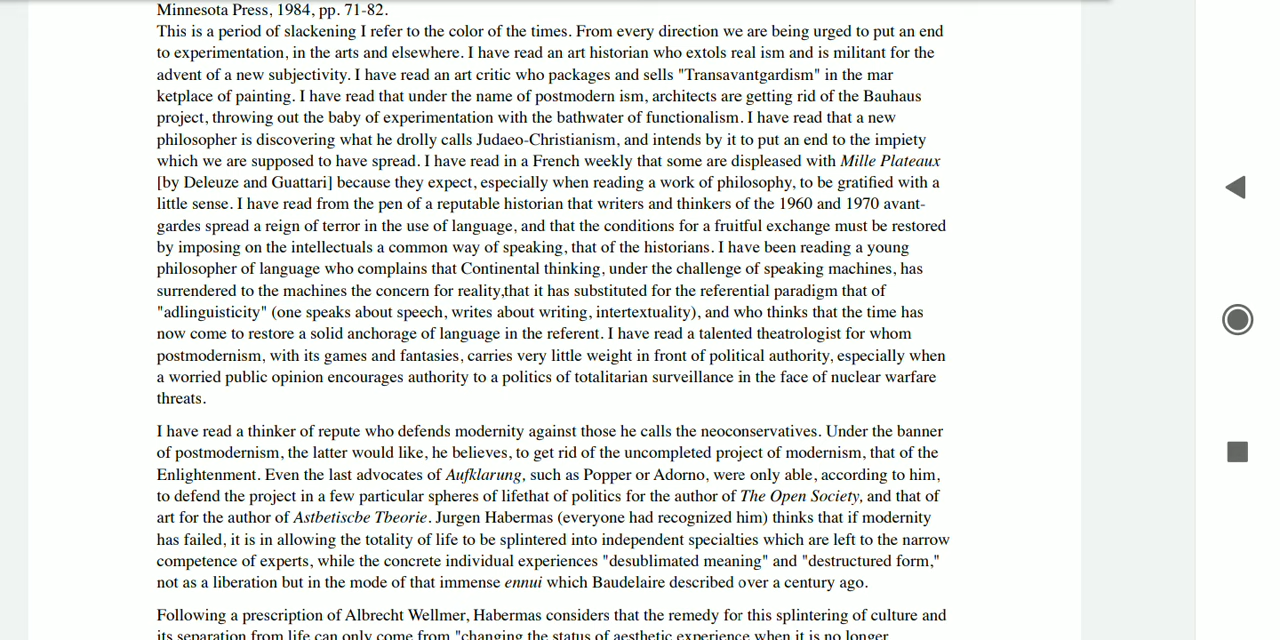 Minnesota Press, 1984, pp. 71-82.
This is a period of slackening I refer to the color of the times. From every direction we are being urged to put an end
to experimentation, in the arts and elsewhere. I have read an art historian who extols real ism and is militant for the
advent of a new subjectivity. I have read an art critic who packages and sells "Transavantgardism" in the mar
ketplace of painting. I have read that under the name of postmodern ism, architects are getting rid of the Bauhaus
project, throwing out the baby of experimentation with the bathwater of functionalism. I have read that a new
philosopher is discovering what he drolly calls Judaeo-Christianism, and intends by it to put an end to the impiety
which we are supposed to have spread. I have read in a French weekly that some are displeased with Mille Plateaux
[by Deleuze and Guattari] because they expect, especially when reading a work of philosophy, to be gratified with a
little sense. I have read from the pen of a reputable historian that writers and thinkers of the 1960 and 1970 avant-
gardes spread a reign of terror in the use of language, and that the conditions for a fruitful exchange must be restored
by imposing on the intellectuals a common way of speaking, that of the historians. I have been reading a young
philosopher of language who complains that Continental thinking, under the challenge of speaking machines, has
surrendered to the machines the concern for reality,that it has substituted for the referential paradigm that of
"adlinguisticity" (one speaks about speech, writes about writing, intertextuality), and who thinks that the time has
now come to restore a solid anchorage of language in the referent. I have read a talented theatrologist for whom
postmodernism, with its games and fantasies, carries very little weight in front of political authority, especially when
a worried public opinion encourages authority to a politics of totalitarian surveillance in the face of nuclear warfare
threats.
I have read a thinker of repute who defends modernity against those he calls the neoconservatives. Under the banner
of postmodernism, the latter would like, he believes, to get rid of the uncompleted project of modernism, that of the
Enlightenment. Even the last advocates of Aufklarung, such as Popper or Adorno, were only able, according to him,
to defend the project in a few particular spheres of lifethat of politics for the author of The Open Society, and that of
art for the author of Astbetiscbe Tbeorie. Jurgen Habermas (everyone had recognized him) thinks that if modernity
has failed, it is in allowing the totality of life to be splintered into independent specialties which are left to the narrow
competence of experts, while the concrete individual experiences "desublimated meaning" and "destructured form,"
not as a liberation but in the mode of that immense ennui which Baudelaire described over a century ago.
Following a prescription of Albrecht Wellmer, Habermas considers that the remedy for this splintering of culture and
its separation from life can only come from "changing the status of aesthetic experience when it is no longer